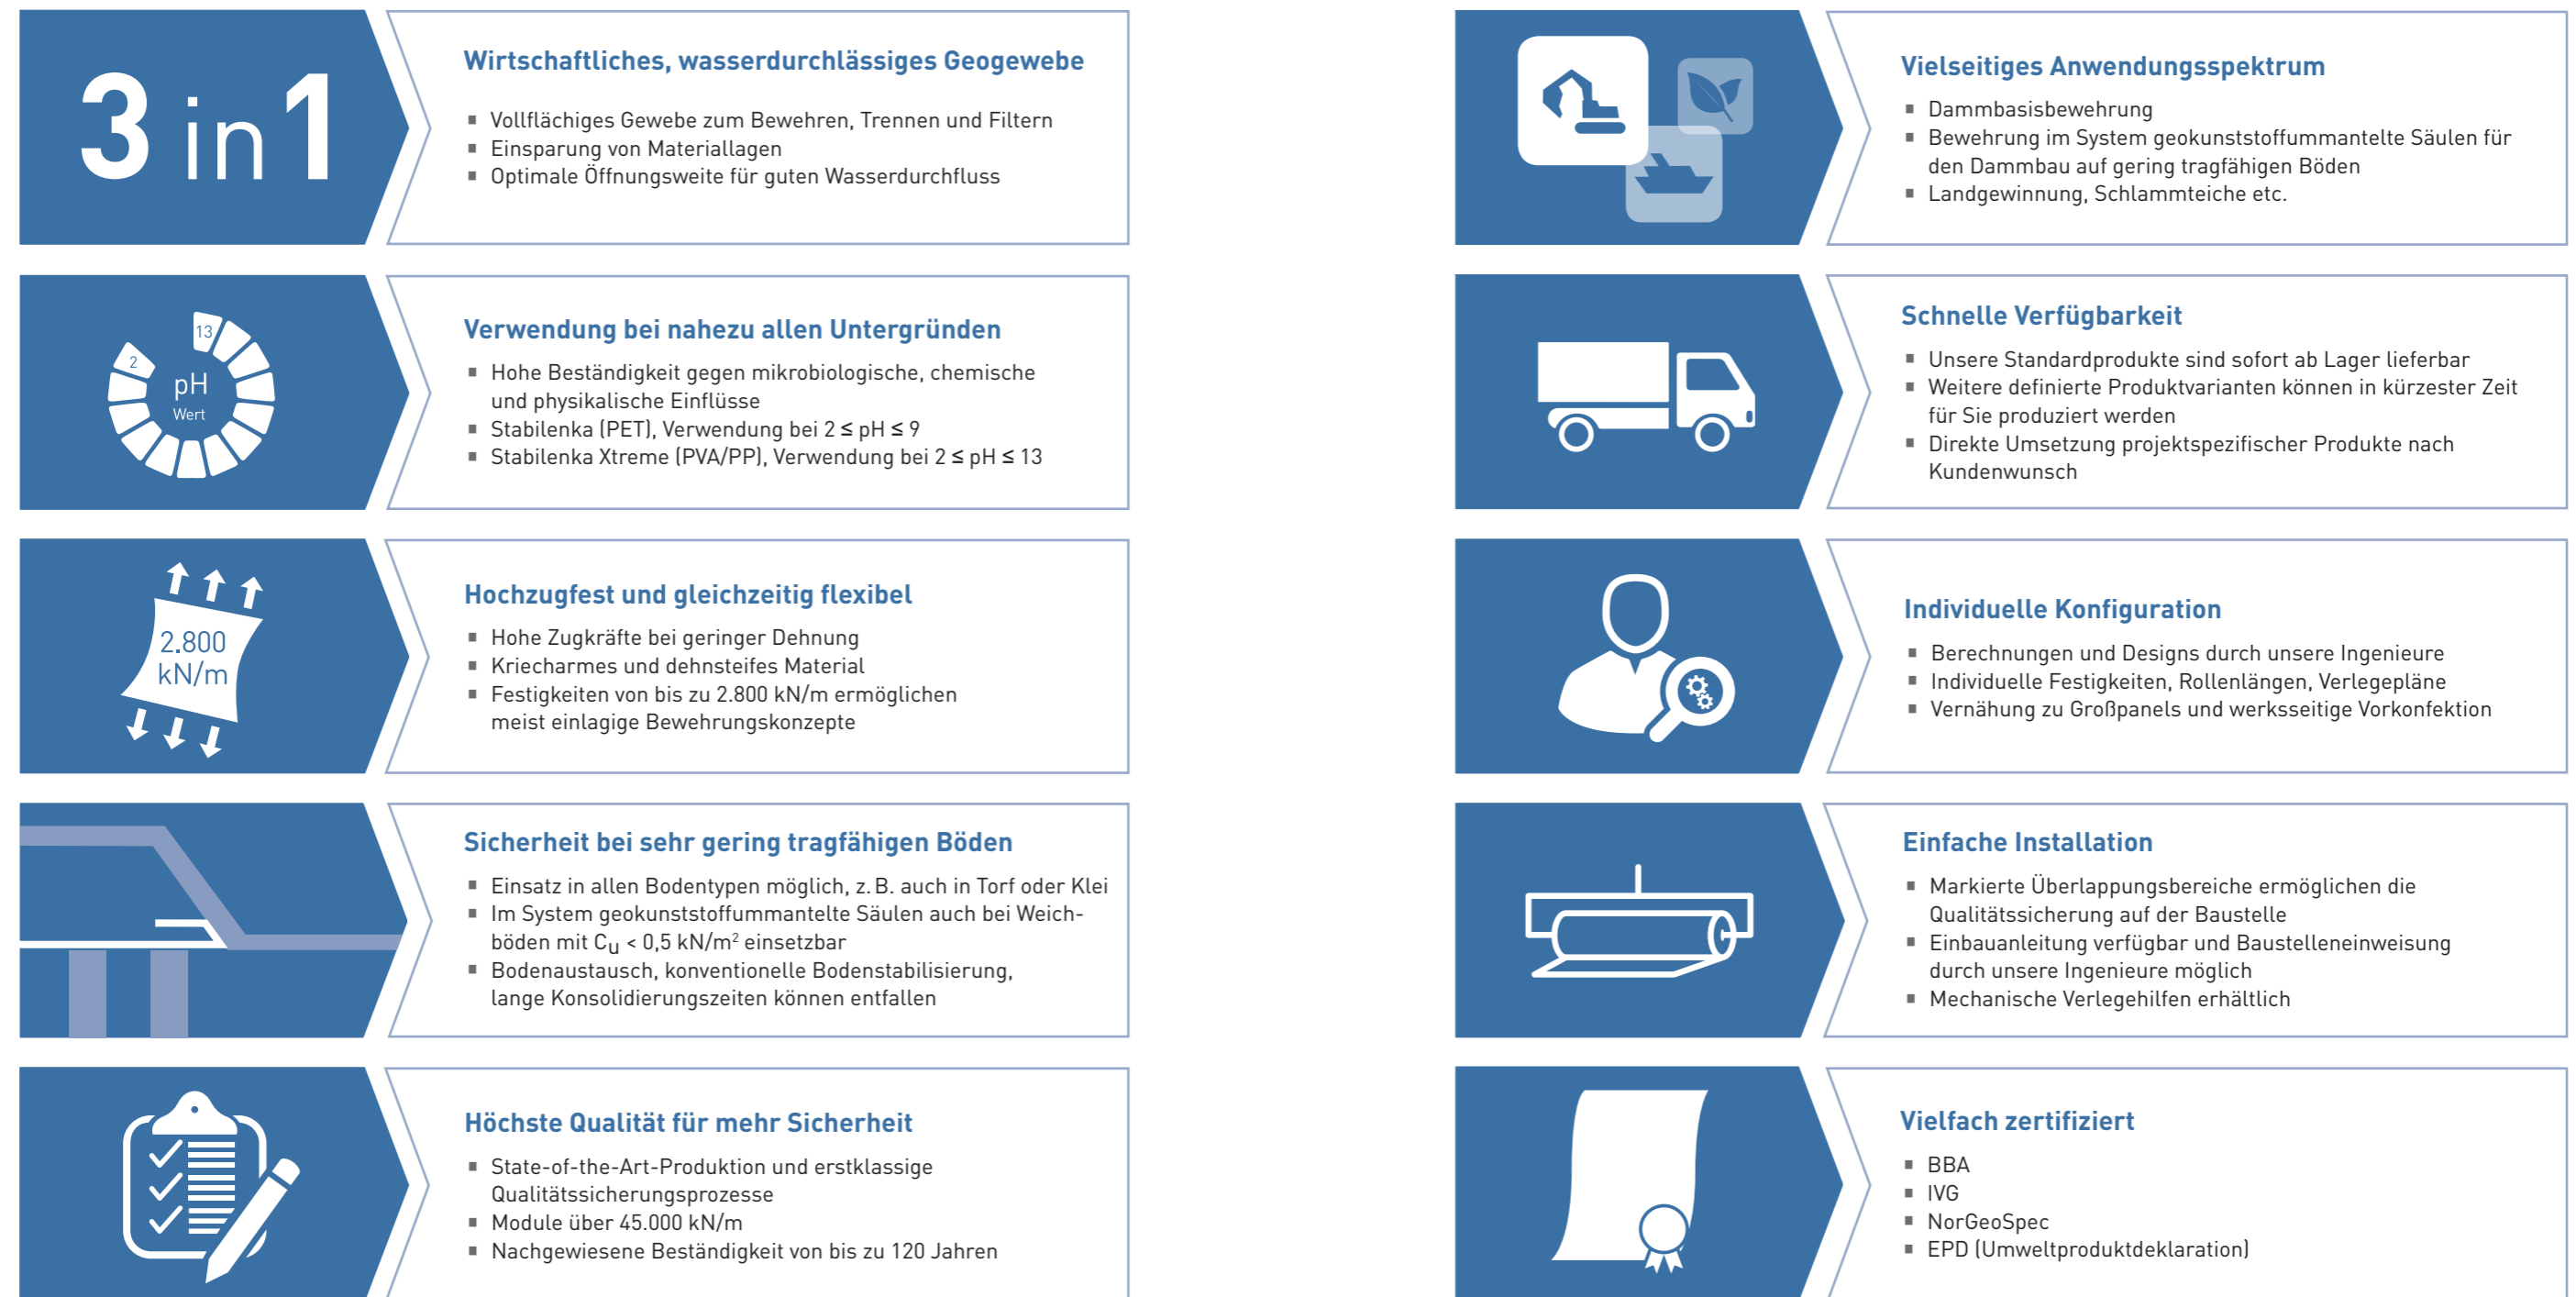 3 in 1
Wirtschaftliches, wasserdurchlässiges Geogewebe
▪ Vollflächiges Gewebe zum Bewehren, Trennen und Filtern
▪ Einsparung von Materiallagen
▪ Optimale Öffnungsweite für guten Wasserdurchfluss
13
2
pH
Wert
Verwendung bei nahezu allen Untergründen
▪ Hohe Beständigkeit gegen mikrobiologische, chemische
und physikalische Einflüsse
▪ Stabilenka (PET), Verwendung bei 2 ≤ pH ≤ 9
▪ Stabilenka Xtreme (PVA/PP), Verwendung bei 2 ≤ pH ≤ 13
2.800
kN/m
Hochzugfest und gleichzeitig flexibel
▪ Hohe Zugkräfte bei geringer Dehnung
▪ Kriecharmes und dehnsteifes Material
▪ Festigkeiten von bis zu 2.800 kN/m ermöglichen
meist einlagige Bewehrungskonzepte
Sicherheit bei sehr gering tragfähigen Böden
▪ Einsatz in allen Bodentypen möglich, z. B. auch in Torf oder Klei
▪ Im System geokunststoffummantelte Säulen auch bei Weich-
böden mit Cu < 0,5 kN/m² einsetzbar
▪ Bodenaustausch, konventionelle Bodenstabilisierung,
lange Konsolidierungszeiten können entfallen
Höchste Qualität für mehr Sicherheit
▪ State-of-the-Art-Produktion und erstklassige
Qualitätssicherungsprozesse
▪ Module über 45.000 kN/m
▪ Nachgewiesene Beständigkeit von bis zu 120 Jahren
Vielseitiges Anwendungsspektrum
▪ Dammbasisbewehrung
▪ Bewehrung im System geokunststoffummantelte Säulen für
den Dammbau auf gering tragfähigen Böden
▪ Landgewinnung, Schlammteiche etc.
Schnelle Verfügbarkeit
▪ Unsere Standardprodukte sind sofort ab Lager lieferbar
▪ Weitere definierte Produktvarianten können in kürzester Zeit
für Sie produziert werden
▪ Direkte Umsetzung projektspezifischer Produkte nach
Kundenwunsch
Individuelle Konfiguration
▪ Berechnungen und Designs durch unsere Ingenieure
▪ Individuelle Festigkeiten, Rollenlängen, Verlegepläne
▪ Vernähung zu Großpanels und werksseitige Vorkonfektion
Einfache Installation
▪ Markierte Überlappungsbereiche ermöglichen die
Qualitätssicherung auf der Baustelle
▪ Einbauanleitung verfügbar und Baustelleneinweisung
durch unsere Ingenieure möglich
▪ Mechanische Verlegehilfen erhältlich
Vielfach zertifiziert
▪ BBA
▪ IVG
▪ NorGeoSpec
▪ EPD (Umweltproduktdeklaration)